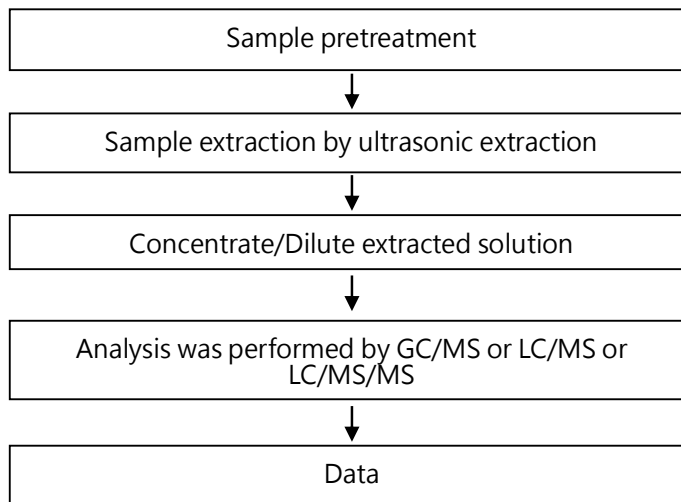 Sample pretreatment
Sample extraction by ultrasonic extraction
Concentrate/Dilute extracted solution
Analysis was performed by GC/MS or LC/MS or
LC/MS/MS
Data